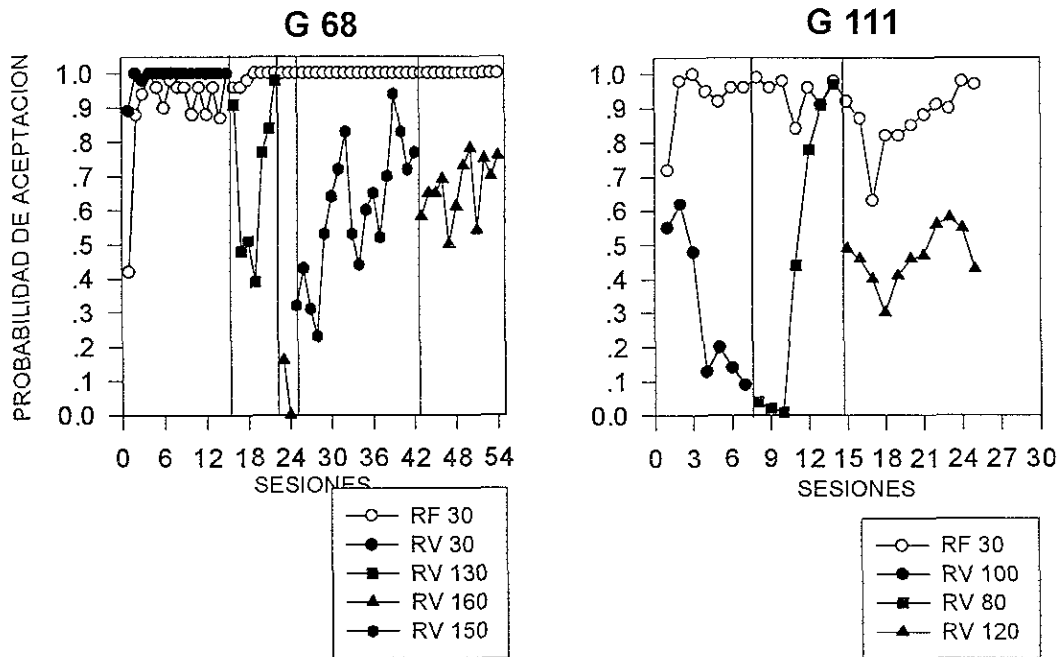 G 68
PROBABILIDAD DE ACEPTACION
1.0
.9
.8
.7
.6
.5
.4
.3
.2
.1
0.0
0 6 12 18 24 30 36 42 48 54
SESIONES
RF 30
RV 30
RV 130
RV 160
RV 150
G 111
1.0
.9
.8
.7
.6
.5
.4
.3
.2
.1
0.0
0 3 6 9 12 15 18 21 24 27 30
SESIONES
RF 30
RV 100
RV 80
RV 120